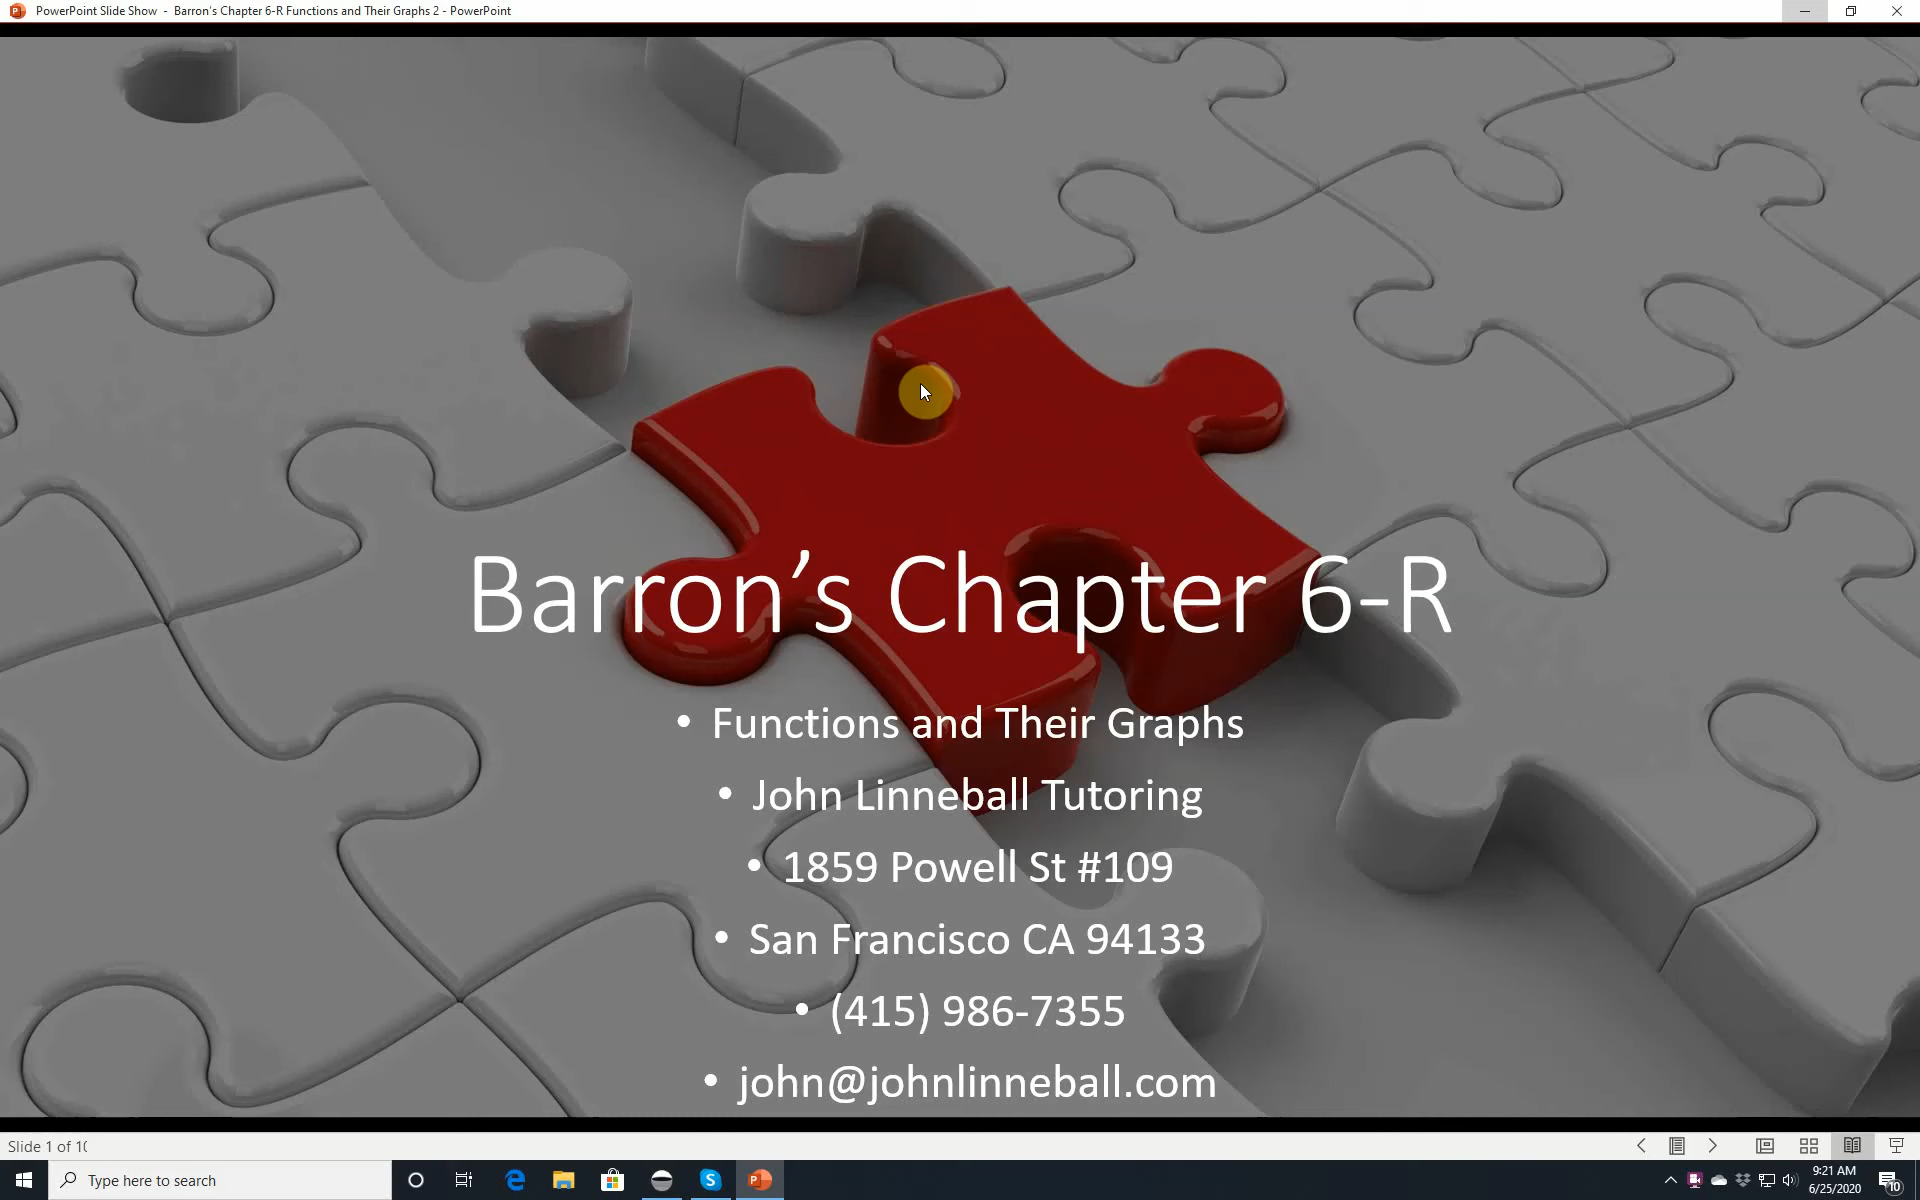 PowerPoint Slide Show - Barron's Chapter 6-R Functions and Their Graphs 2 - PowerPoint
Barron’s Chapter 6-R
• Functions and Their Graphs
• John Linneball Tutoring
• 1859 Powell St #109
• San Francisco CA 94133
• (415) 986-7355
• john@johnlinneball.com
Slide 1 of 10
Type here to search
9:21 AM
6/25/2020
10